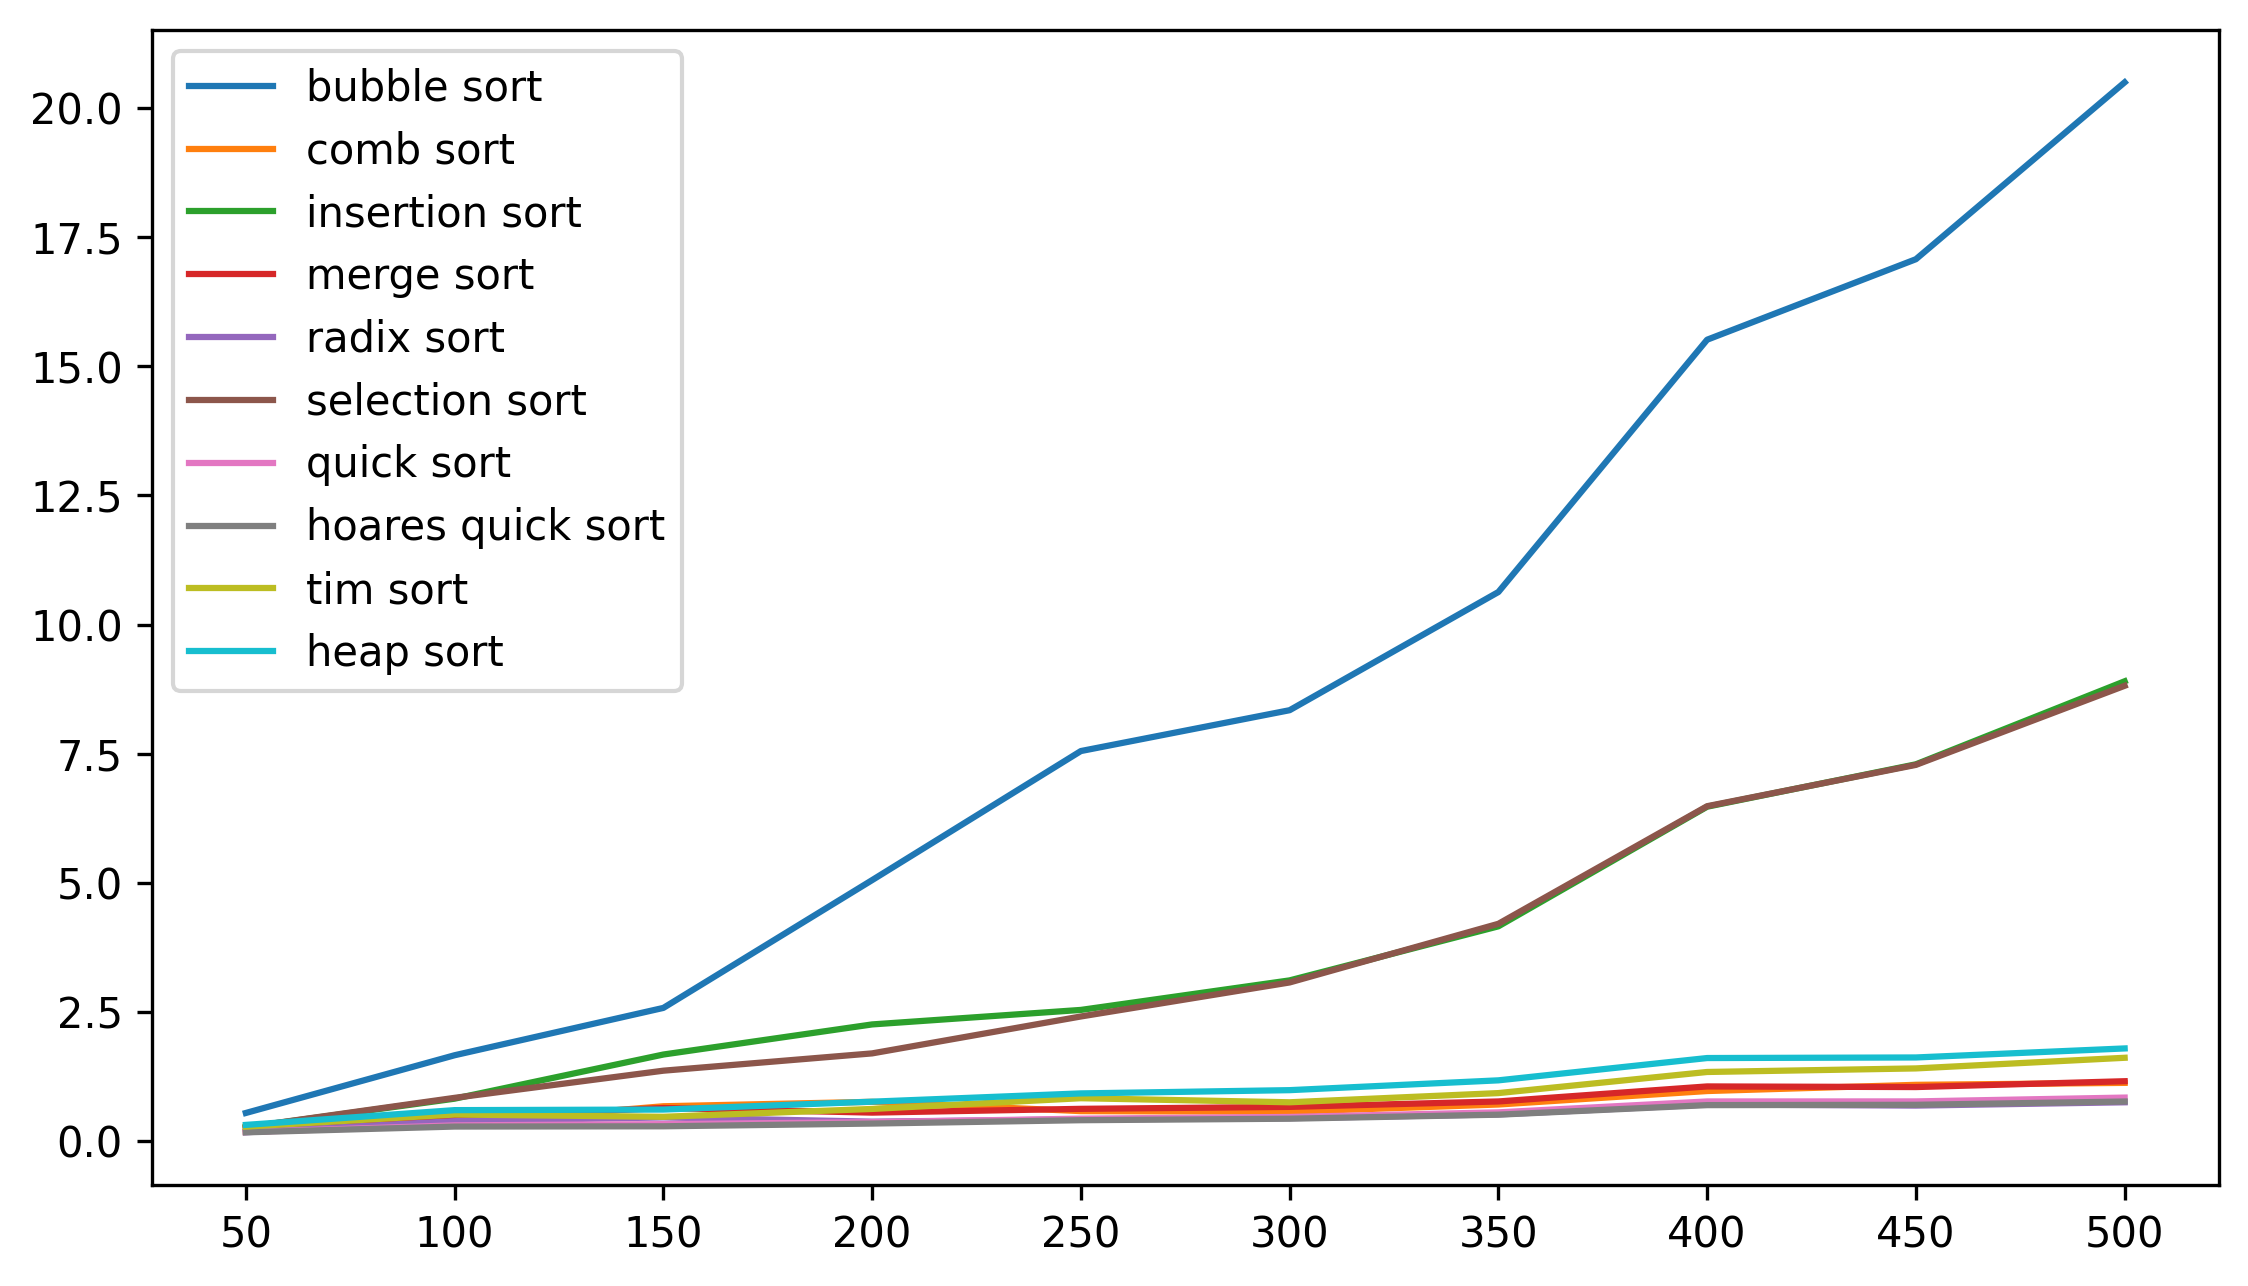 bubble sort
comb sort
insertion sort
merge sort
radix sort
selection sort
quick sort
hoares quick sort
tim sort
heap sort
20.0
17.5
15.0
12.5
10.0
7.5
5.0
2.5
0.0
50 100 150 200 250 300 350 400 450 500